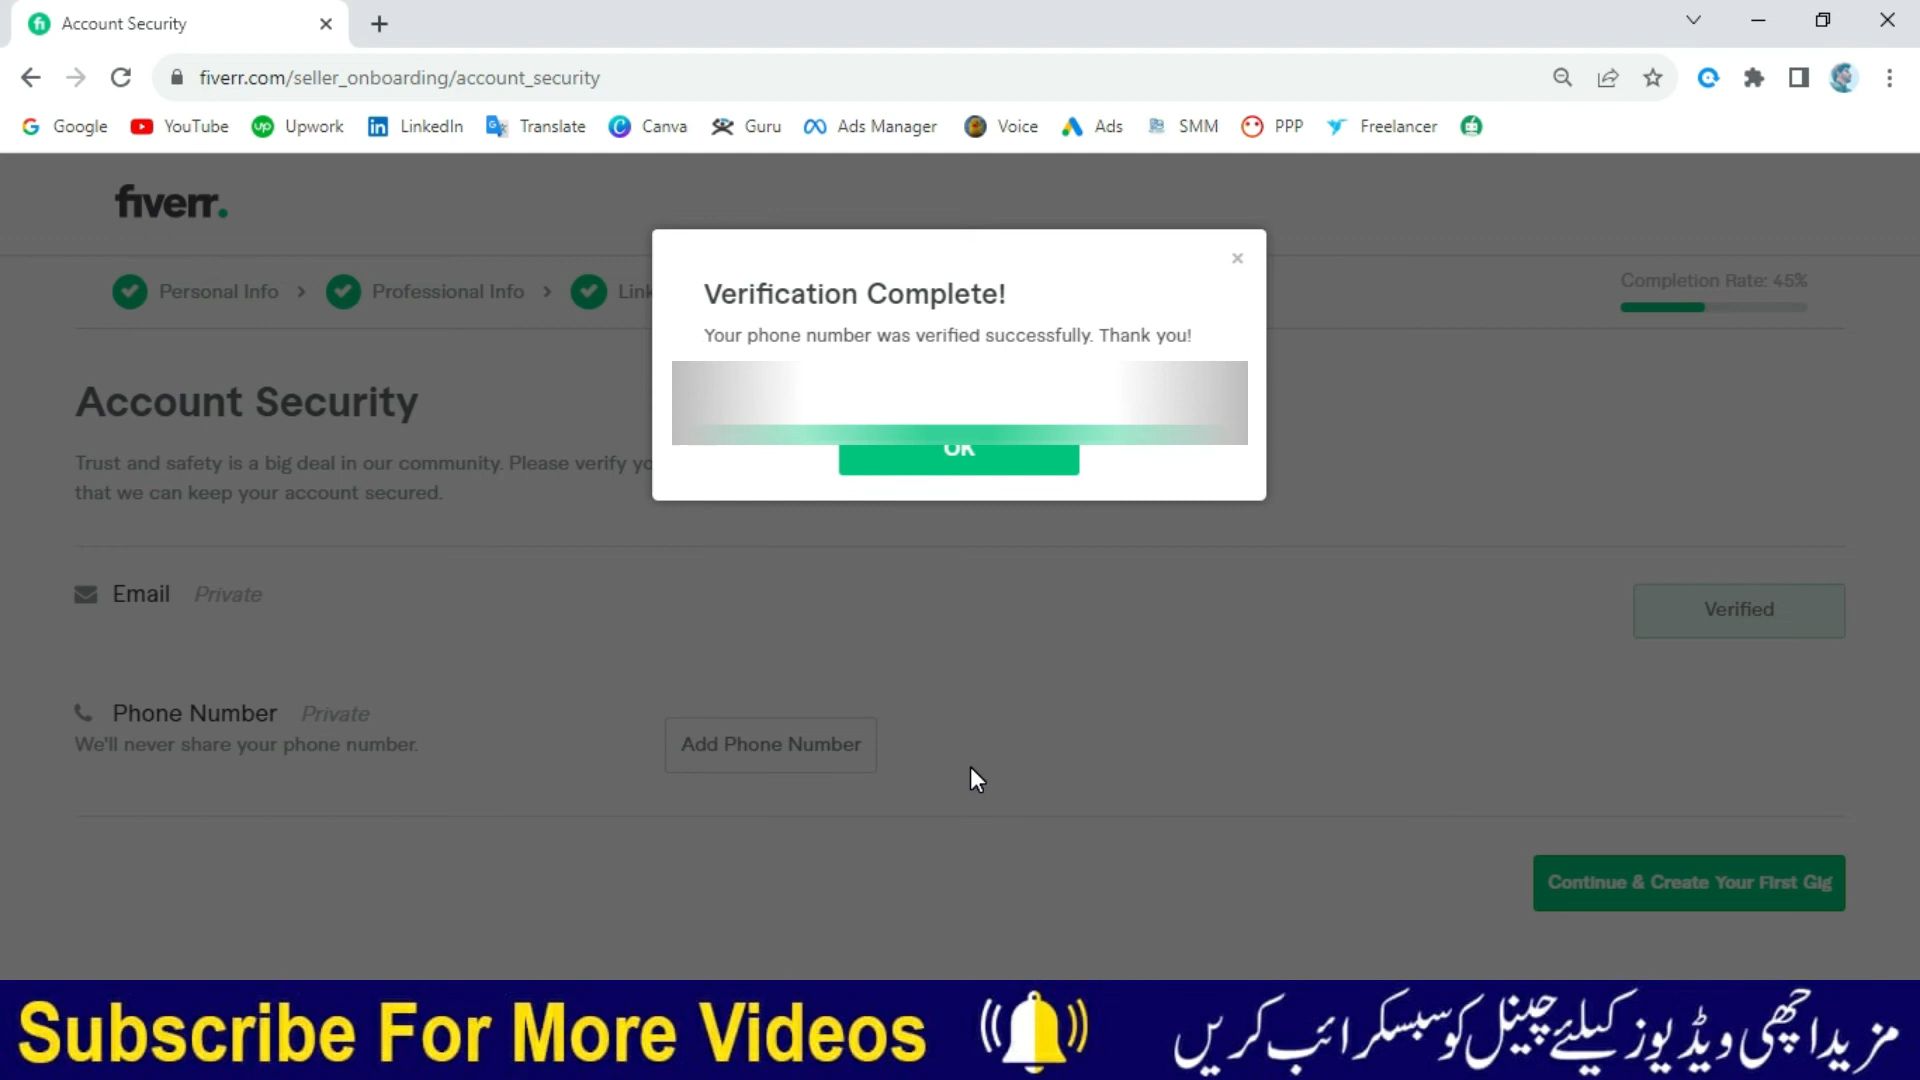 Account Security
fiverr.com/seller_onboarding/account_security
Google YouTube Upwork LinkedIn Translate Canva Guru Ads Manager Voice Ads SMM PPP Freelancer
fiverr.
Personal Info > Professional Info >
Completion Rate: 45%
Verification Complete!
Your phone number was verified successfully. Thank you!
OK
Account Security
Trust and safety is a big deal in our community. Please verify
that we can keep your account secured.
Email Private
Verified
Phone Number Private
We'll never share your phone number.
Add Phone Number
Continue & Create Your First Gig
Subscribe For More Videos
مزید اچھی ویڈیوز کیلئے چینل کو سبسکرائب کریں